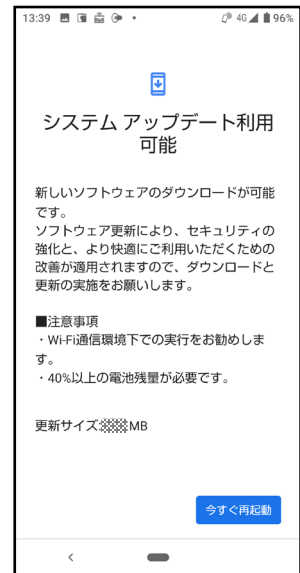 13:39 4G 96%
システム アップデート利用
可能
新しいソフトウェアのダウンロードが可能
です。
ソフトウェア更新により、セキュリティの
強化と、より快適にご利用いただくための
改善が適用されますので、ダウンロードと
更新の実施をお願いします。
■注意事項
・Wi-Fi通信環境下での実行をお勧めしま
す。
・40%以上の電池残量が必要です。
更新サイズ: MB
今すぐ再起動